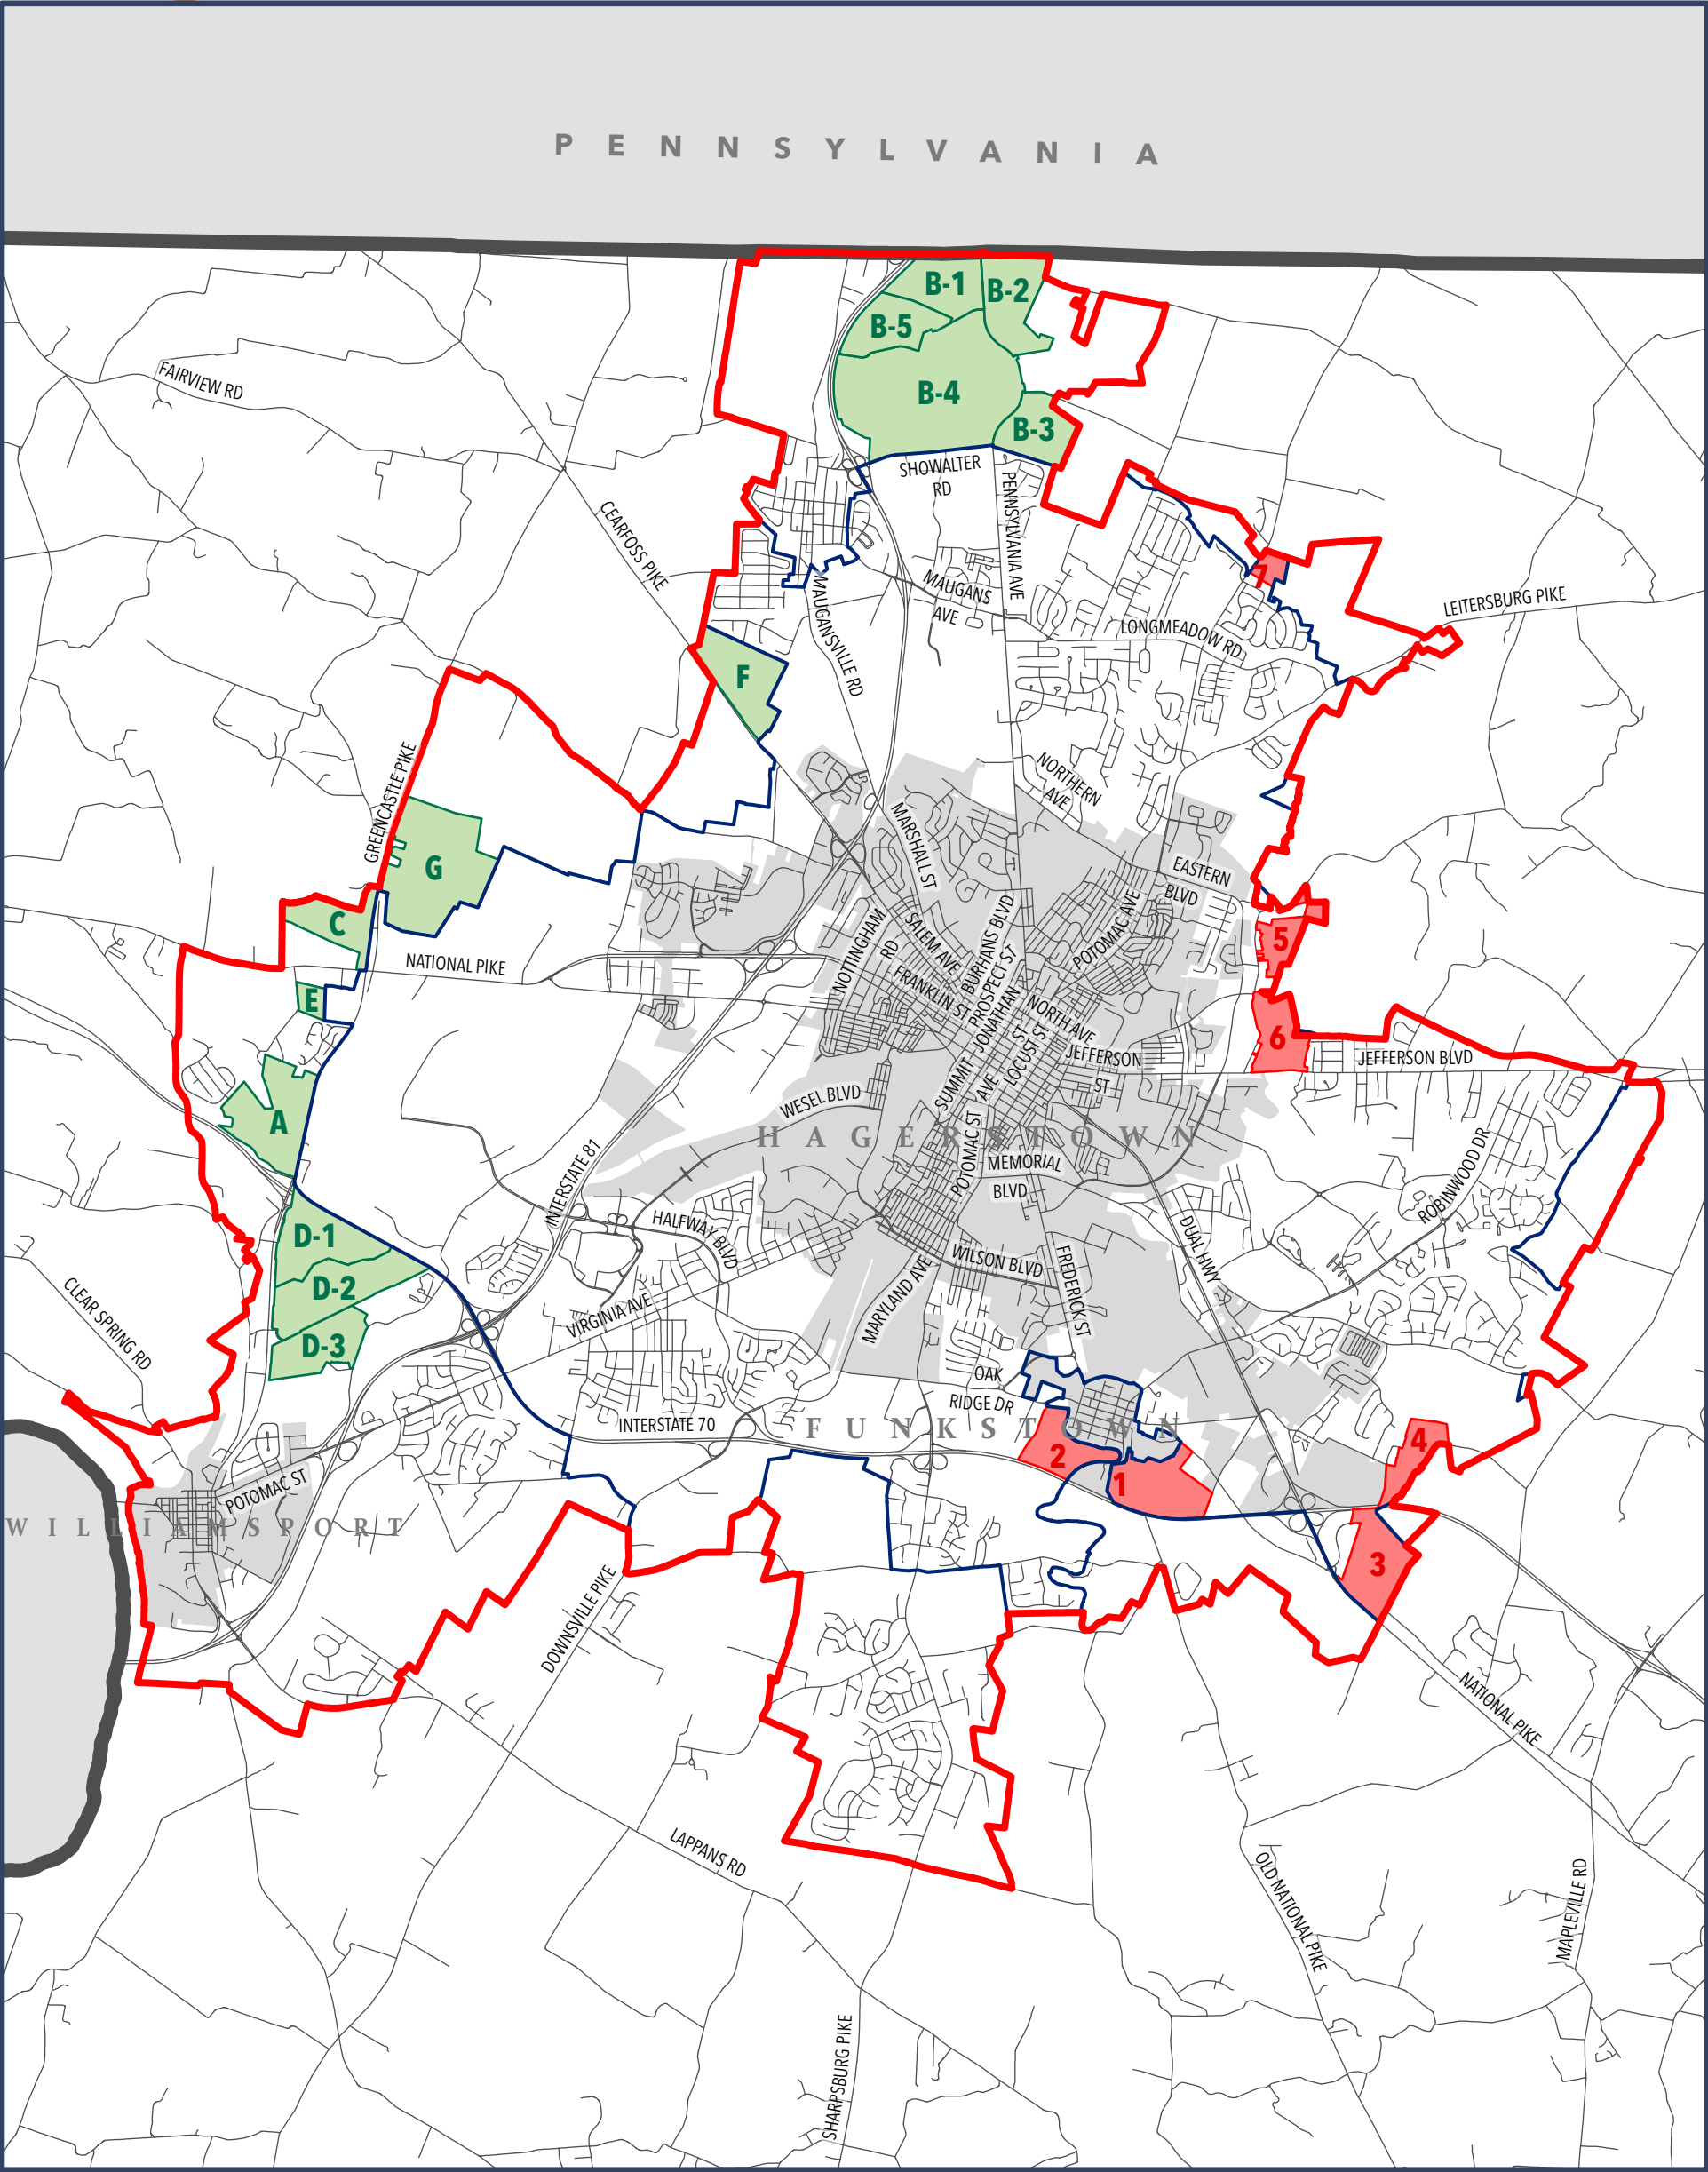 PENNSYLVANIA
B-1
B-2
B-5
B-4
B-3
FAIRVIEW RD
SHOWALTER
RD
PENNSYLVANIA AVE
CEARFOSS PIKE
MAUGANS
AVE
7
LEITERSBURG PIKE
MAUGANSVILLE RD
LONGMEADOW RD
F
GREENCASTLE PIKE
NORTHERN
AVE
MARSHALL ST
G
EASTERN
BLVD
C
NOTTINGHAM
RD
SALEM AVE
BURHANS BLVD
POTOMAC AVE
5
NATIONAL PIKE
FRANKLIN ST
PROSPECT ST
E
JONATHAN
ST
NORTH AVE
LOCUST ST
6
JEFFERSON
ST
JEFFERSON BLVD
SUMMIT
AVE
WESEL BLVD
A
HAGERSTOWN
POTOMAC ST
MEMORIAL
BLVD
ROBINWOOD DR
INTERSTATE 81
HALFWAY BLVD
DUAL HWY
D-1
WILSON BLVD
FREDERICK ST
D-2
MARYLAND AVE
CLEAR SPRING RD
VIRGINIA AVE
D-3
OAK
RIDGE DR
INTERSTATE 70
FUNKSTOWN
4
2
1
POTOMAC ST
WILLIAMSPORT
3
DOWNSVILLE PIKE
NATIONAL PIKE
LAPPANS RD
OLD NATIONAL PIKE
MAPLEVILLE RD
SHARPSBURG PIKE